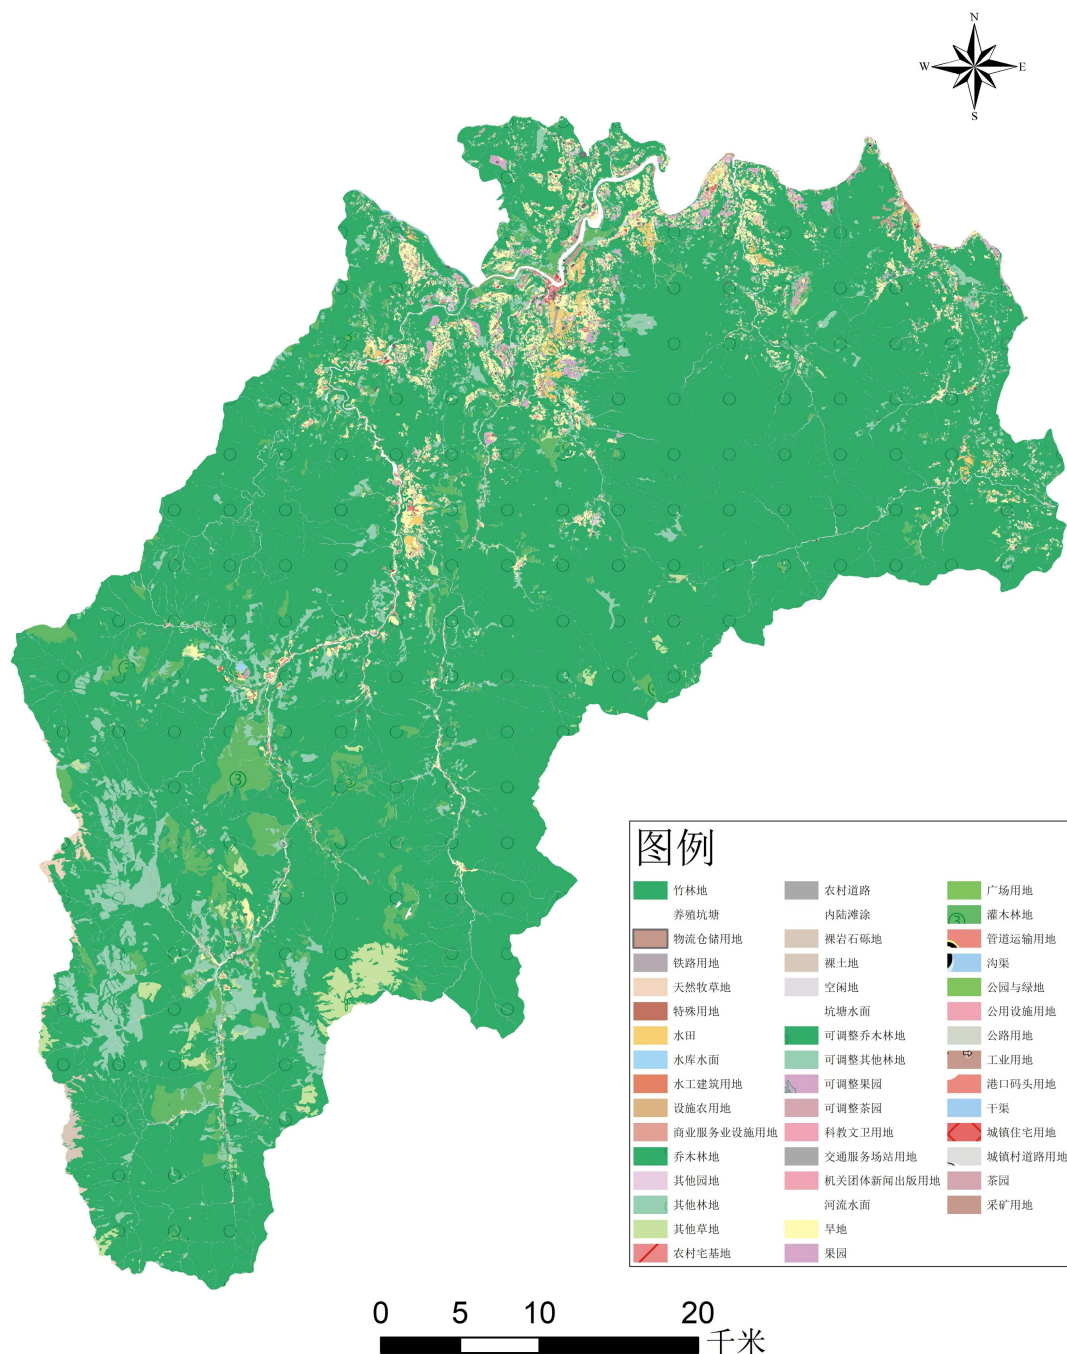 N
W
E
S
图例
竹林地
养殖坑塘
物流仓储用地
铁路用地
天然牧草地
特殊用地
水田
水库水面
水工建筑用地
设施农用地
商业服务业设施用地
乔木林地
其他园地
其他林地
其他草地
农村宅基地
农村道路
内陆滩涂
裸岩石砾地
裸土地
空闲地
坑塘水面
可调整乔木林地
可调整其他林地
可调整果园
可调整茶园
科教文卫用地
交通服务场站用地
机关团体新闻出版用地
河流水面
旱地
果园
广场用地
③
灌木林地
管道运输用地
沟渠
公园与绿地
公用设施用地
公路用地
工业用地
港口码头用地
干渠
城镇住宅用地
城镇村道路用地
茶园
采矿用地
③
0 5 10 20
千米